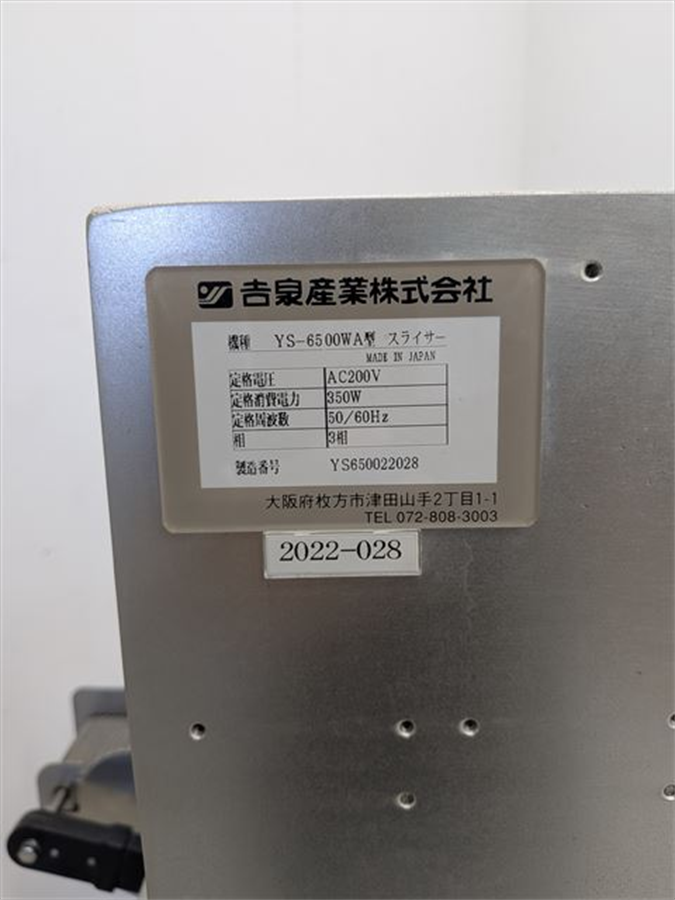 𠮷泉産業株式会社
機種 YS-6500WA型 スライサー
MADE IN JAPAN
定格電圧 AC200V
定格消費電力 350W
定格周波数 50/60Hz
相 3相
製造番号 YS650022028
大阪府枚方市津田山手2丁目1-1
TEL 072-808-3003
2022-028